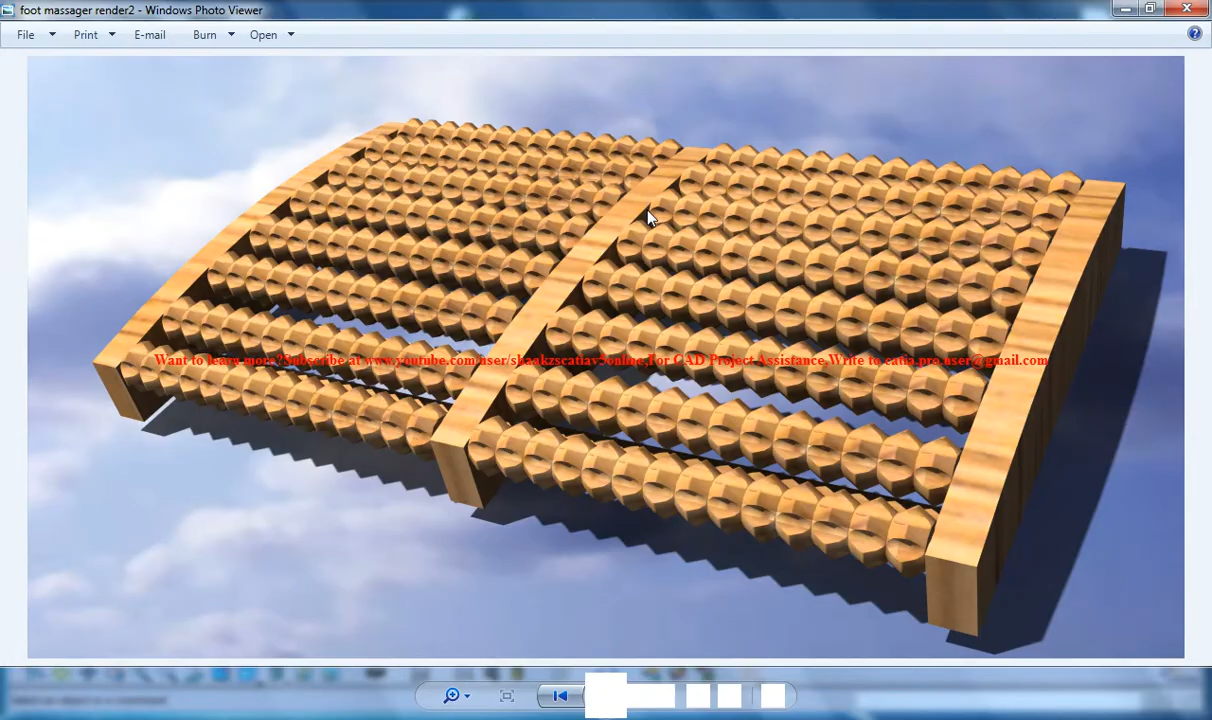 foot massager render2 - Windows Photo Viewer
File Print E-mail Burn Open
Want to learn more?Subscribe at www.youtube.com/user/shaakzscatiav5online,For CAD Project Assistance,Write to catia.pro.user@gmail.com